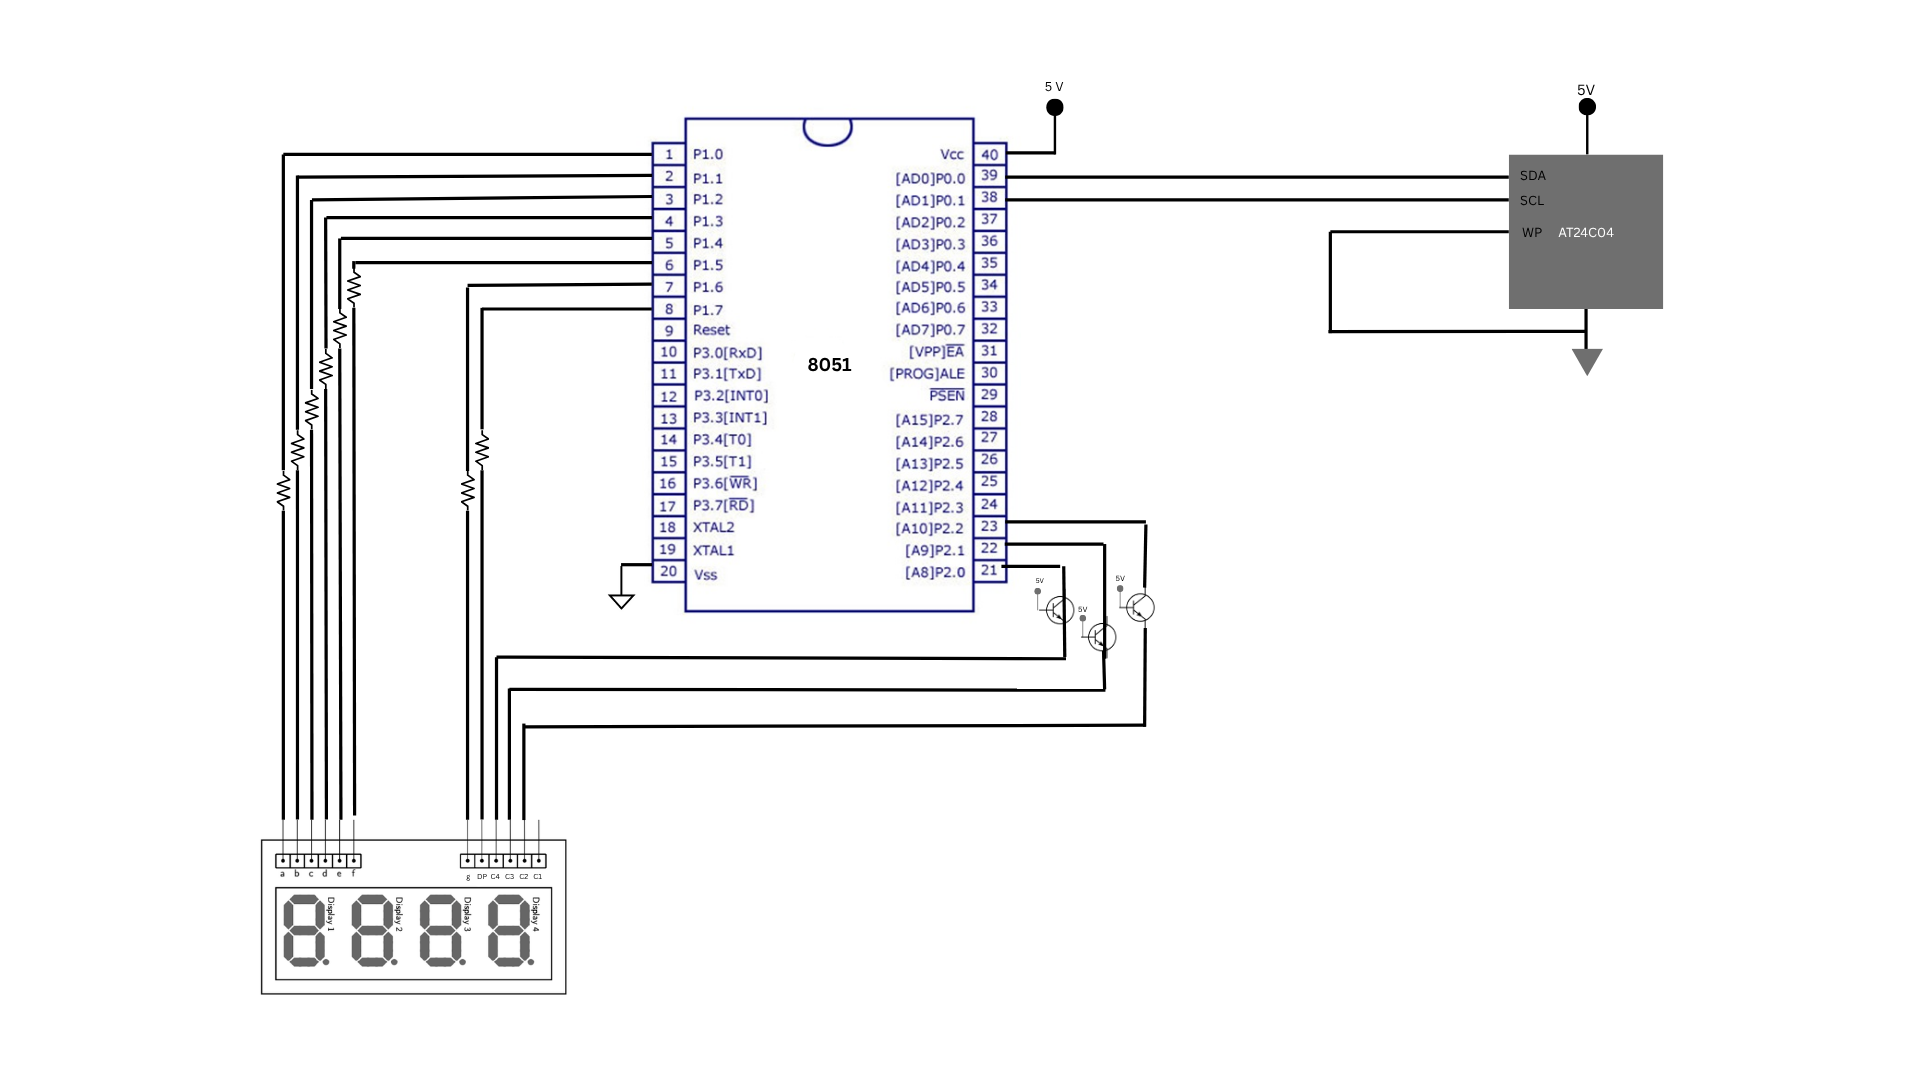 5 V
5V
1 P1.0 Vcc 40
2 P1.1 [AD0]P0.0 39
3 P1.2 [AD1]P0.1 38
4 P1.3 [AD2]P0.2 37
5 P1.4 [AD3]P0.3 36
6 P1.5 [AD4]P0.4 35
7 P1.6 [AD5]P0.5 34
8 P1.7 [AD6]P0.6 33
9 Reset [AD7]P0.7 32
10 P3.0[RxD] [VPP]EA 31
11 P3.1[TxD] [PROG]ALE 30
12 P3.2[INT0] PSEN 29
13 P3.3[INT1] [A15]P2.7 28
14 P3.4[T0] [A14]P2.6 27
15 P3.5[T1] [A13]P2.5 26
16 P3.6[WR] [A12]P2.4 25
17 P3.7[RD] [A11]P2.3 24
18 XTAL2 [A10]P2.2 23
19 XTAL1 [A9]P2.1 22
20 Vss [A8]P2.0 21
8051
SDA
SCL
WP AT24C04
5V
5V
5V
a b c d e f
g DP C4 C3 C2 C1
Display 1
Display 2
Display 3
Display 4